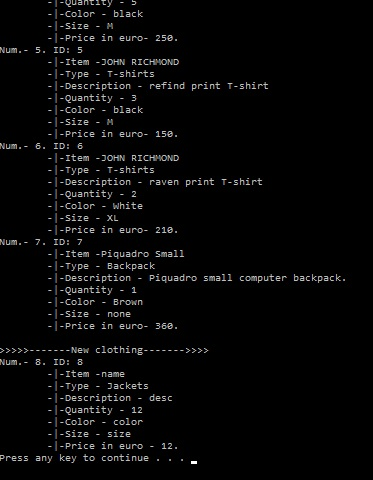 -|-Quantity - 5
-|-Color - black
-|-Size - M
-|-Price in euro- 250.
Num.- 5. ID: 5
-|-Item -JOHN RICHMOND
-|-Type - T-shirts
-|-Description - refind print T-shirt
-|-Quantity - 3
-|-Color - black
-|-Size - M
-|-Price in euro- 150.
Num.- 6. ID: 6
-|-Item -JOHN RICHMOND
-|-Type - T-shirts
-|-Description - raven print T-shirt
-|-Quantity - 2
-|-Color - White
-|-Size - XL
-|-Price in euro- 210.
Num.- 7. ID: 7
-|-Item -Piquadro Small
-|-Type - Backpack
-|-Description - Piquadro small computer backpack.
-|-Quantity - 1
-|-Color - Brown
-|-Size - none
-|-Price in euro- 360.
>>>>>-------New clothing------->>>>
Num.- 8. ID: 8
-|-Item -name
-|-Type - Jackets
-|-Description - desc
-|-Quantity - 12
-|-Color - color
-|-Size - size
-|-Price in euro - 12.
Press any key to continue . . .